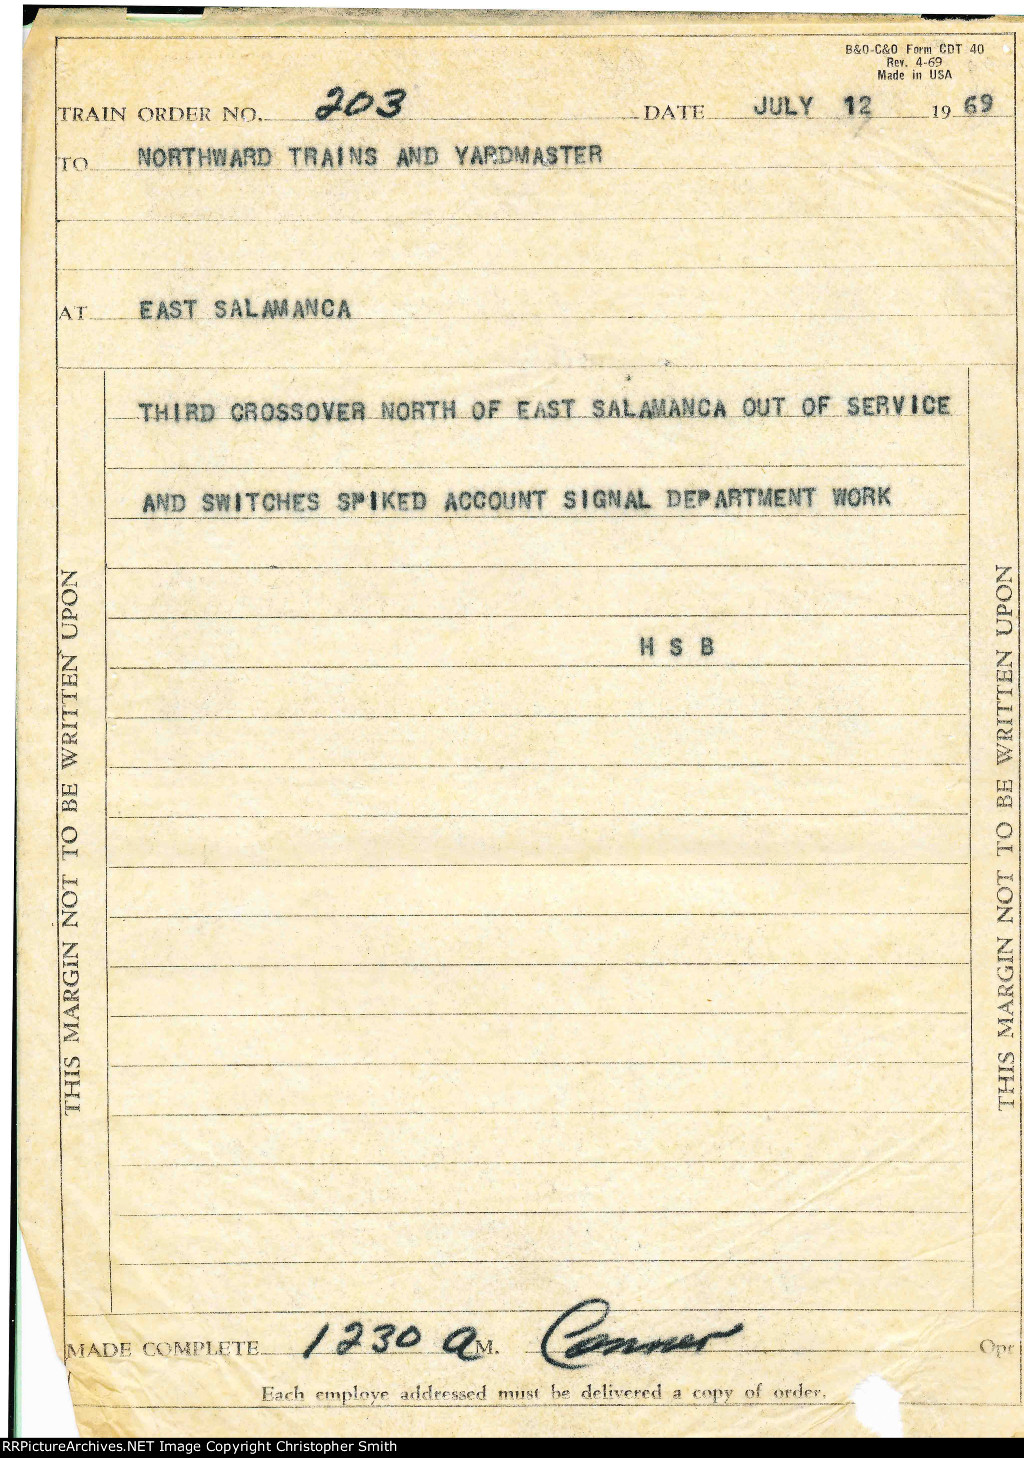 B&O-C&O Form CDT 40
Rev. 4-69
Made in USA
TRAIN ORDER NO. 203 DATE JULY 12 1969
TO NORTHWARD TRAINS AND YARDMASTER
AT EAST SALAMANCA
THIRD CROSSOVER NORTH OF EAST SALAMANCA OUT OF SERVICE
AND SWITCHES SPIKED ACCOUNT SIGNAL DEPARTMENT WORK
H S B
THIS MARGIN NOT TO BE WRITTEN UPON
THIS MARGIN NOT TO BE WRITTEN UPON
MADE COMPLETE 1230 A M. Conner Opr
Each employe addressed must be delivered a copy of order.
RRPictureArchives.NET Image Copyright Christopher Smith